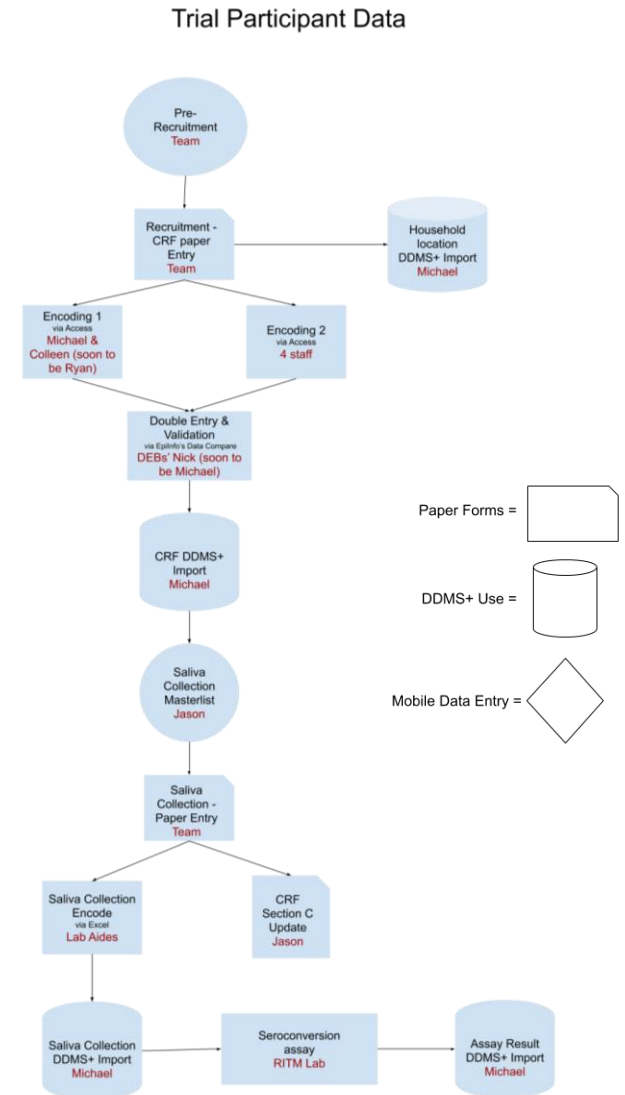 Trial Participant Data
Pre-
Recruitment
Team
Recruitment -
CRF paper
Entry
Team
Household
location
DDMS+ Import
Michael
Encoding 1
via Access
Michael &
Colleen (soon to
be Ryan)
Encoding 2
via Access
4 staff
Double Entry &
Validation
via EpiInfo's Data Compare
DEBs' Nick (soon to
be Michael)
Paper Forms =
CRF DDMS+
Import
Michael
DDMS+ Use =
Saliva
Collection
Masterlist
Jason
Mobile Data Entry =
Saliva
Collection -
Paper Entry
Team
Saliva Collection
Encode
via Excel
Lab Aides
CRF
Section C
Update
Jason
Saliva Collection
DDMS+ Import
Michael
Seroconversion
assay
RITM Lab
Assay Result
DDMS+ Import
Michael